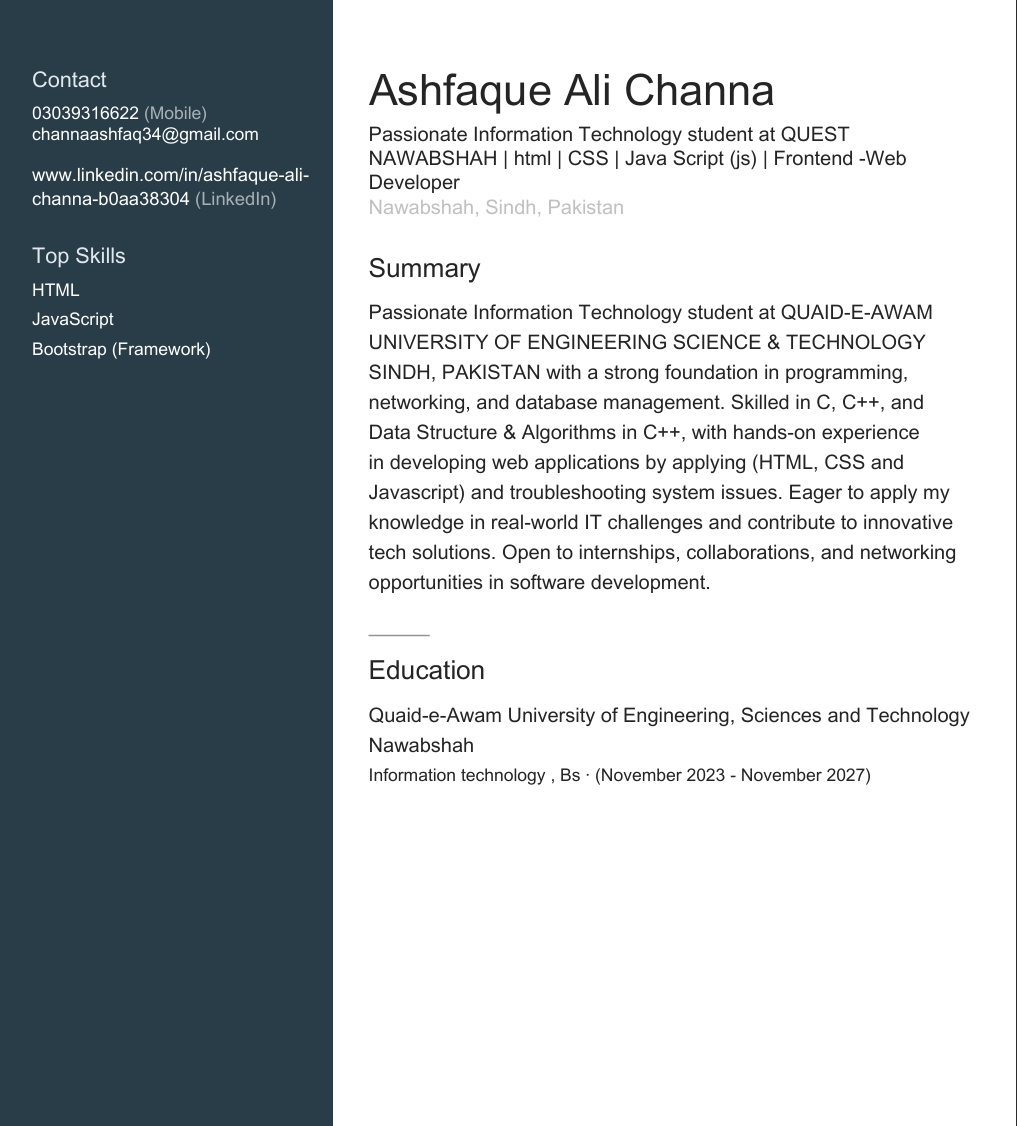 Contact
03039316622 (Mobile)
channaashfaq34@gmail.com
www.linkedin.com/in/ashfaque-ali-
channa-b0aa38304 (LinkedIn)
Top Skills
HTML
JavaScript
Bootstrap (Framework)
Ashfaque Ali Channa
Passionate Information Technology student at QUEST
NAWABSHAH | html | CSS | Java Script (js) | Frontend -Web
Developer
Nawabshah, Sindh, Pakistan
Summary
Passionate Information Technology student at QUAID-E-AWAM
UNIVERSITY OF ENGINEERING SCIENCE & TECHNOLOGY
SINDH, PAKISTAN with a strong foundation in programming,
networking, and database management. Skilled in C, C++, and
Data Structure & Algorithms in C++, with hands-on experience
in developing web applications by applying (HTML, CSS and
Javascript) and troubleshooting system issues. Eager to apply my
knowledge in real-world IT challenges and contribute to innovative
tech solutions. Open to internships, collaborations, and networking
opportunities in software development.
Education
Quaid-e-Awam University of Engineering, Sciences and Technology
Nawabshah
Information technology , Bs · (November 2023 - November 2027)